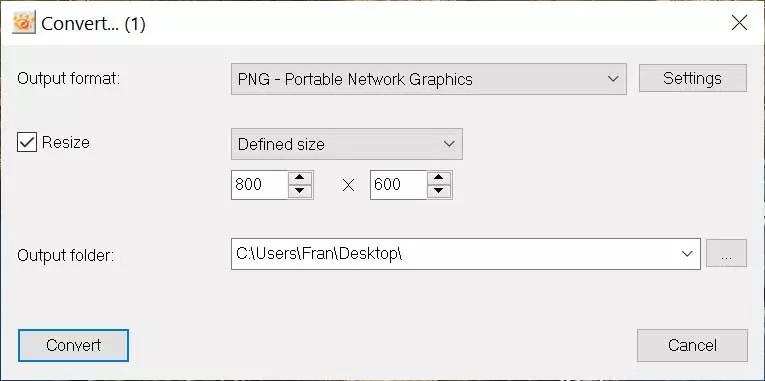 Convert... (1)
Output format: PNG - Portable Network Graphics Settings
Resize Defined size
800 X 600
Output folder: C:\Users\Fran\Desktop\ ...
Convert Cancel